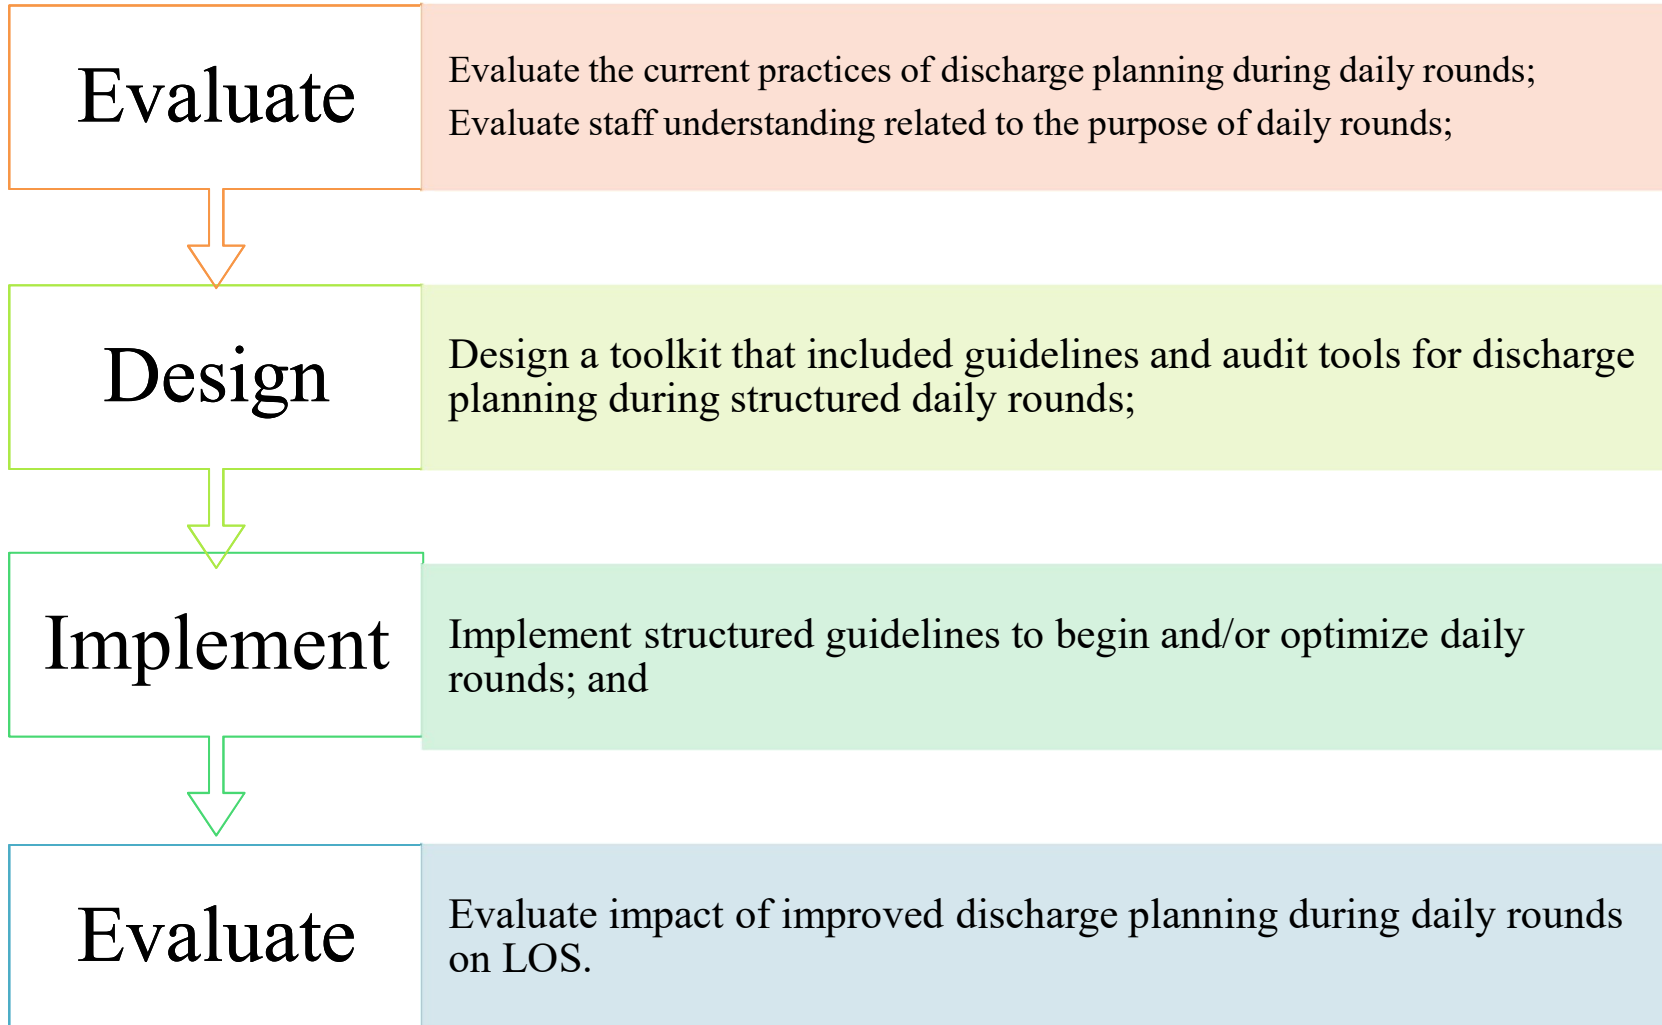 Evaluate
Evaluate the current practices of discharge planning during daily rounds;
Evaluate staff understanding related to the purpose of daily rounds;
Design
Design a toolkit that included guidelines and audit tools for discharge
planning during structured daily rounds;
Implement
Implement structured guidelines to begin and/or optimize daily
rounds; and
Evaluate
Evaluate impact of improved discharge planning during daily rounds
on LOS.